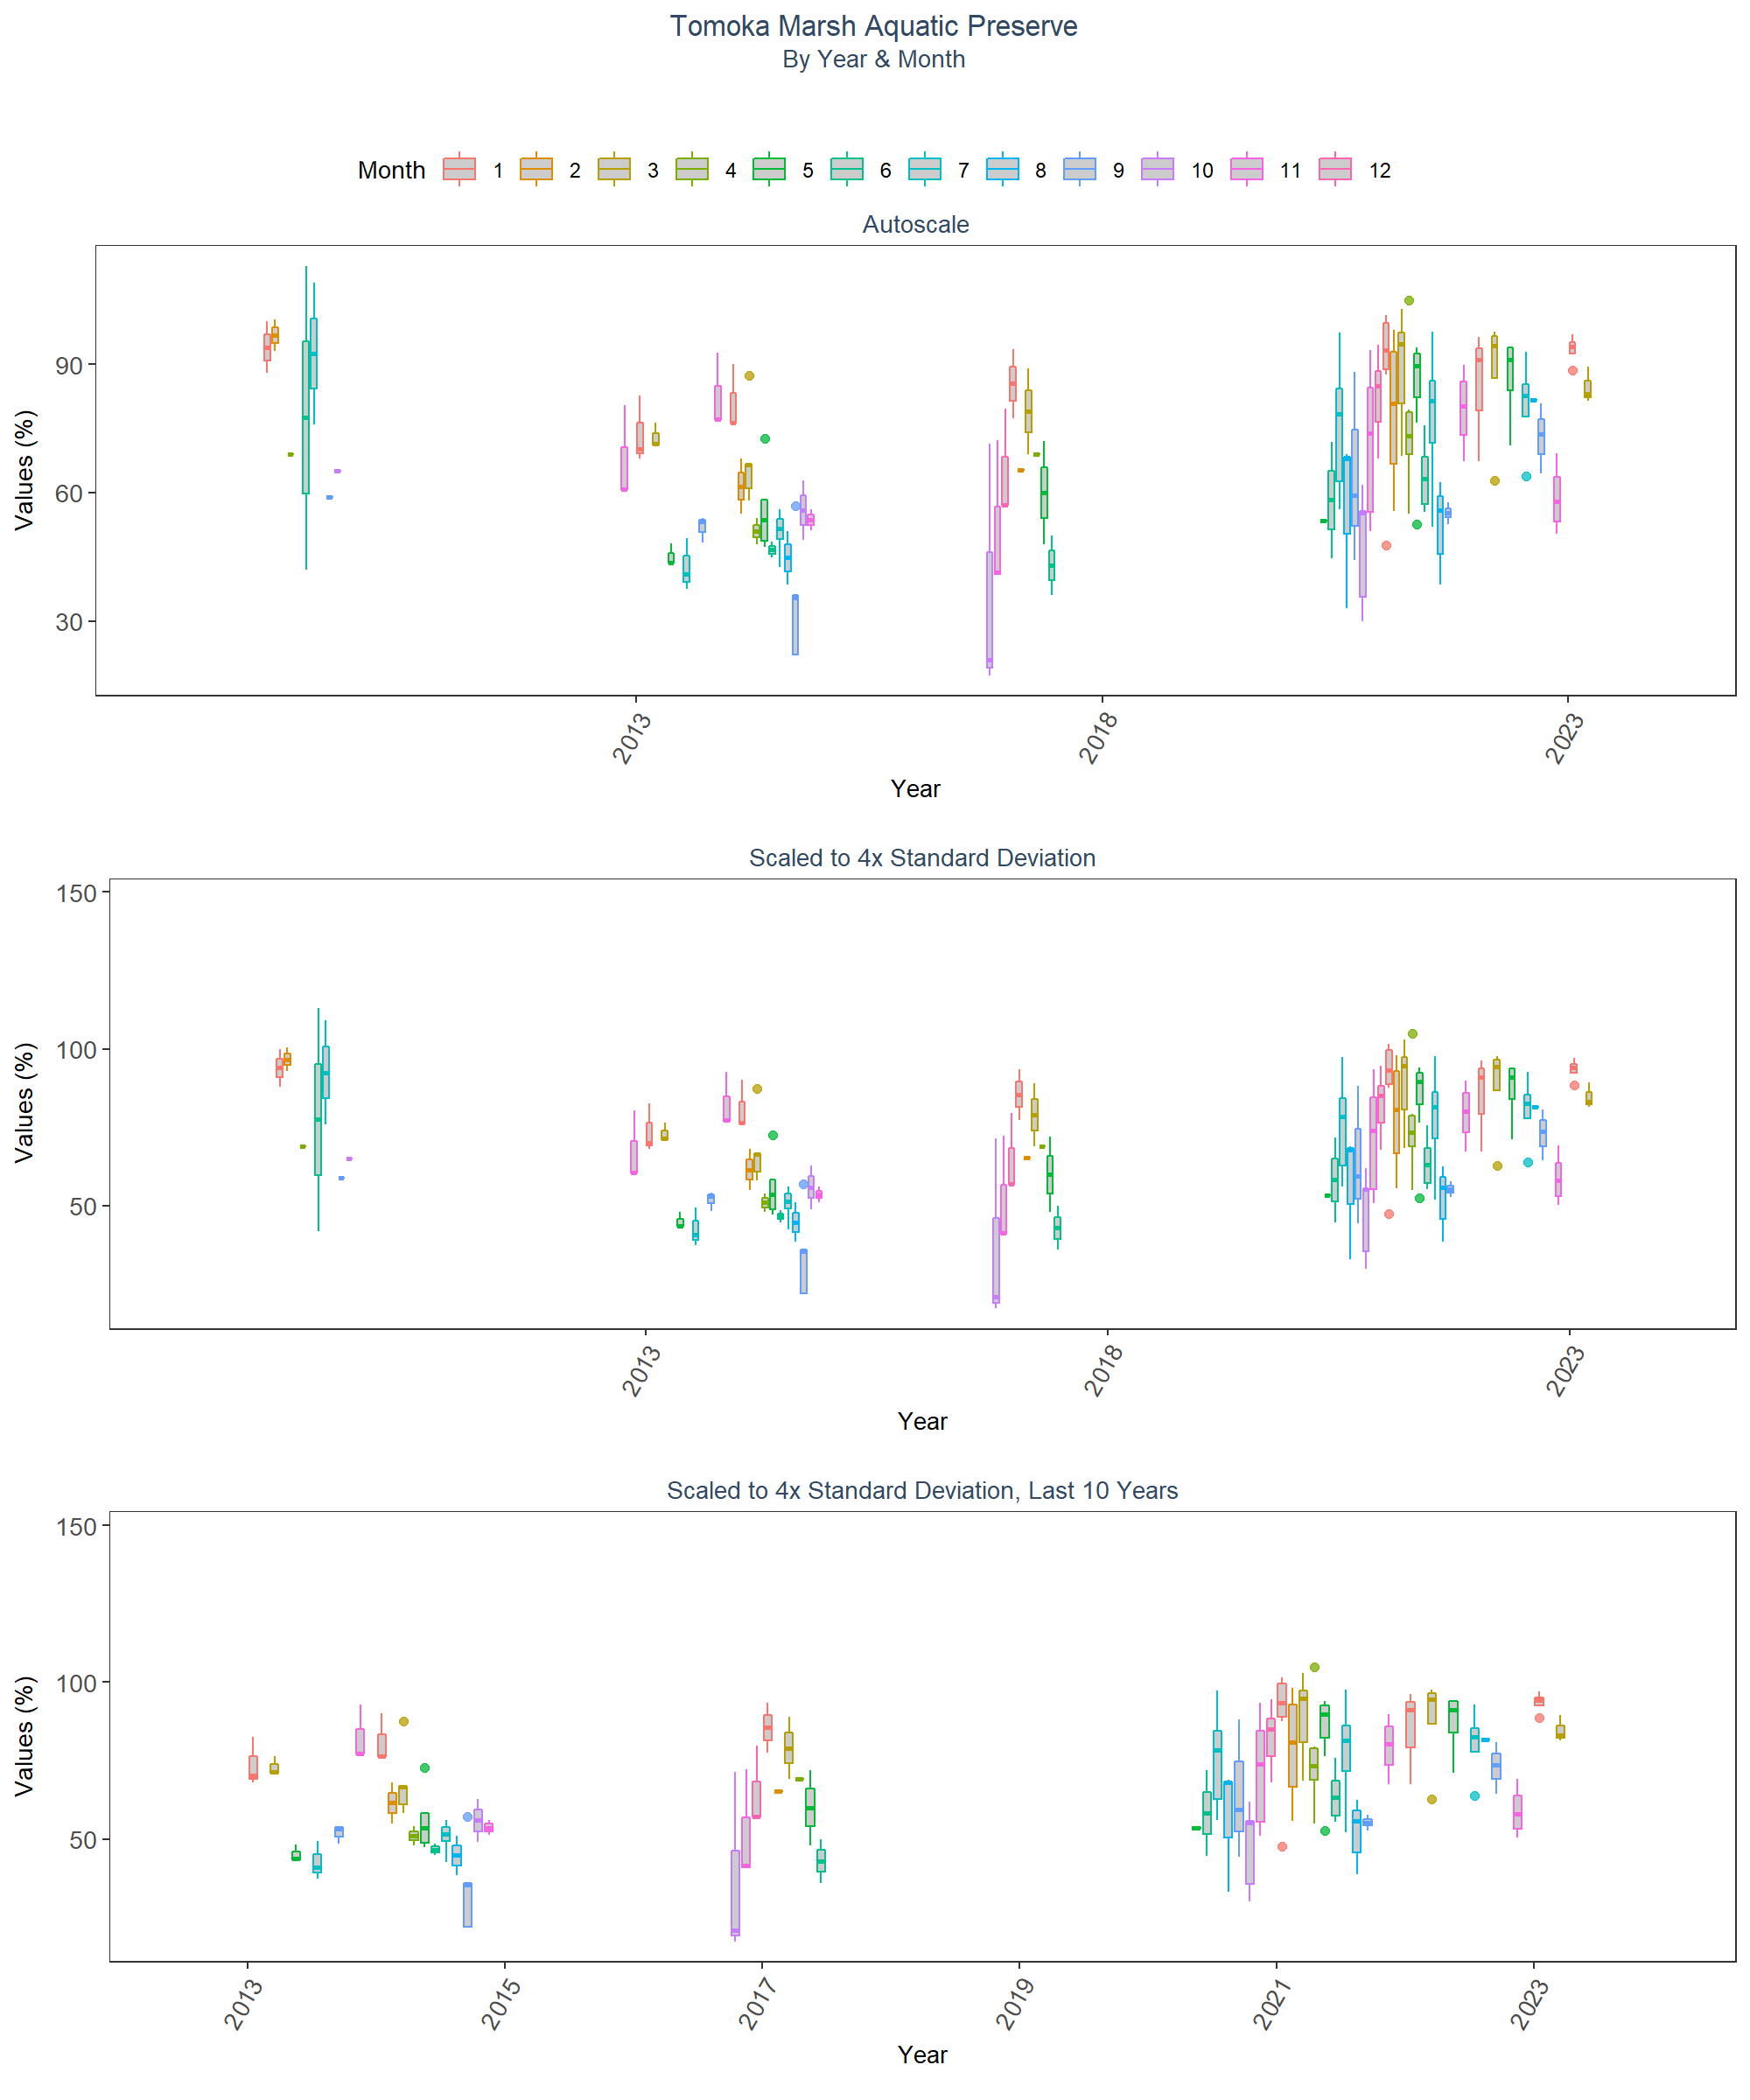 Tomoka Marsh Aquatic Preserve
By Year & Month
Month 1 2 3 4 5 6 7 8 9 10 11 12
Autoscale
Values (%)
90
60
30
2013 2018 2023
Year
Scaled to 4x Standard Deviation
Values (%)
150
100
50
2013 2018 2023
Year
Scaled to 4x Standard Deviation, Last 10 Years
Values (%)
150
100
50
2013 2015 2017 2019 2021 2023
Year